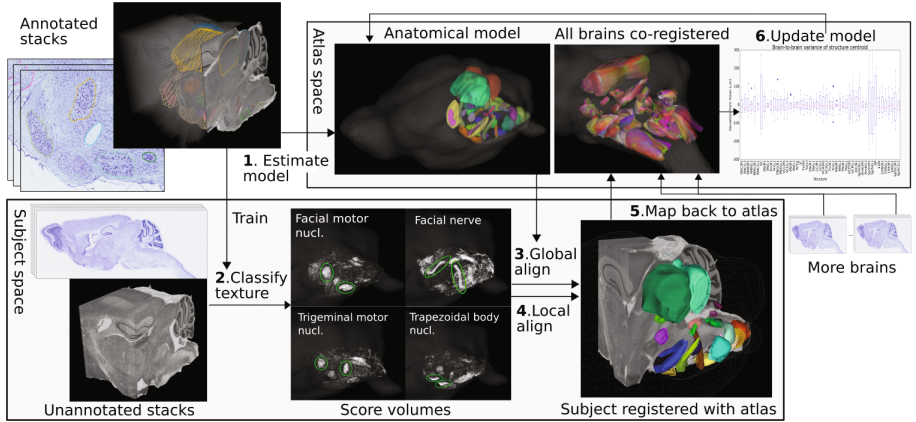 Annotated
stacks
Atlas space
Anatomical model
All brains co-registered
6.Update model
Brain-to-brain variance of structure centroid
Structure
1. Estimate
model
Subject space
Train
2.Classify
texture
Unannotated stacks
Facial motor
nucl.
Facial nerve
Trigeminal motor
nucl.
Trapezoidal body
nucl.
Score volumes
3.Global
align
4.Local
align
5.Map back to atlas
Subject registered with atlas
More brains